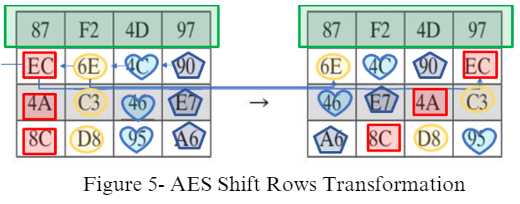 87 F2 4D 97 87 F2 4D 97
EC 6E 4C 90 6E 4C 90 EC
4A C3 46 E7 → 46 E7 4A C3
8C D8 95 A6 A6 8C D8 95
Figure 5- AES Shift Rows Transformation